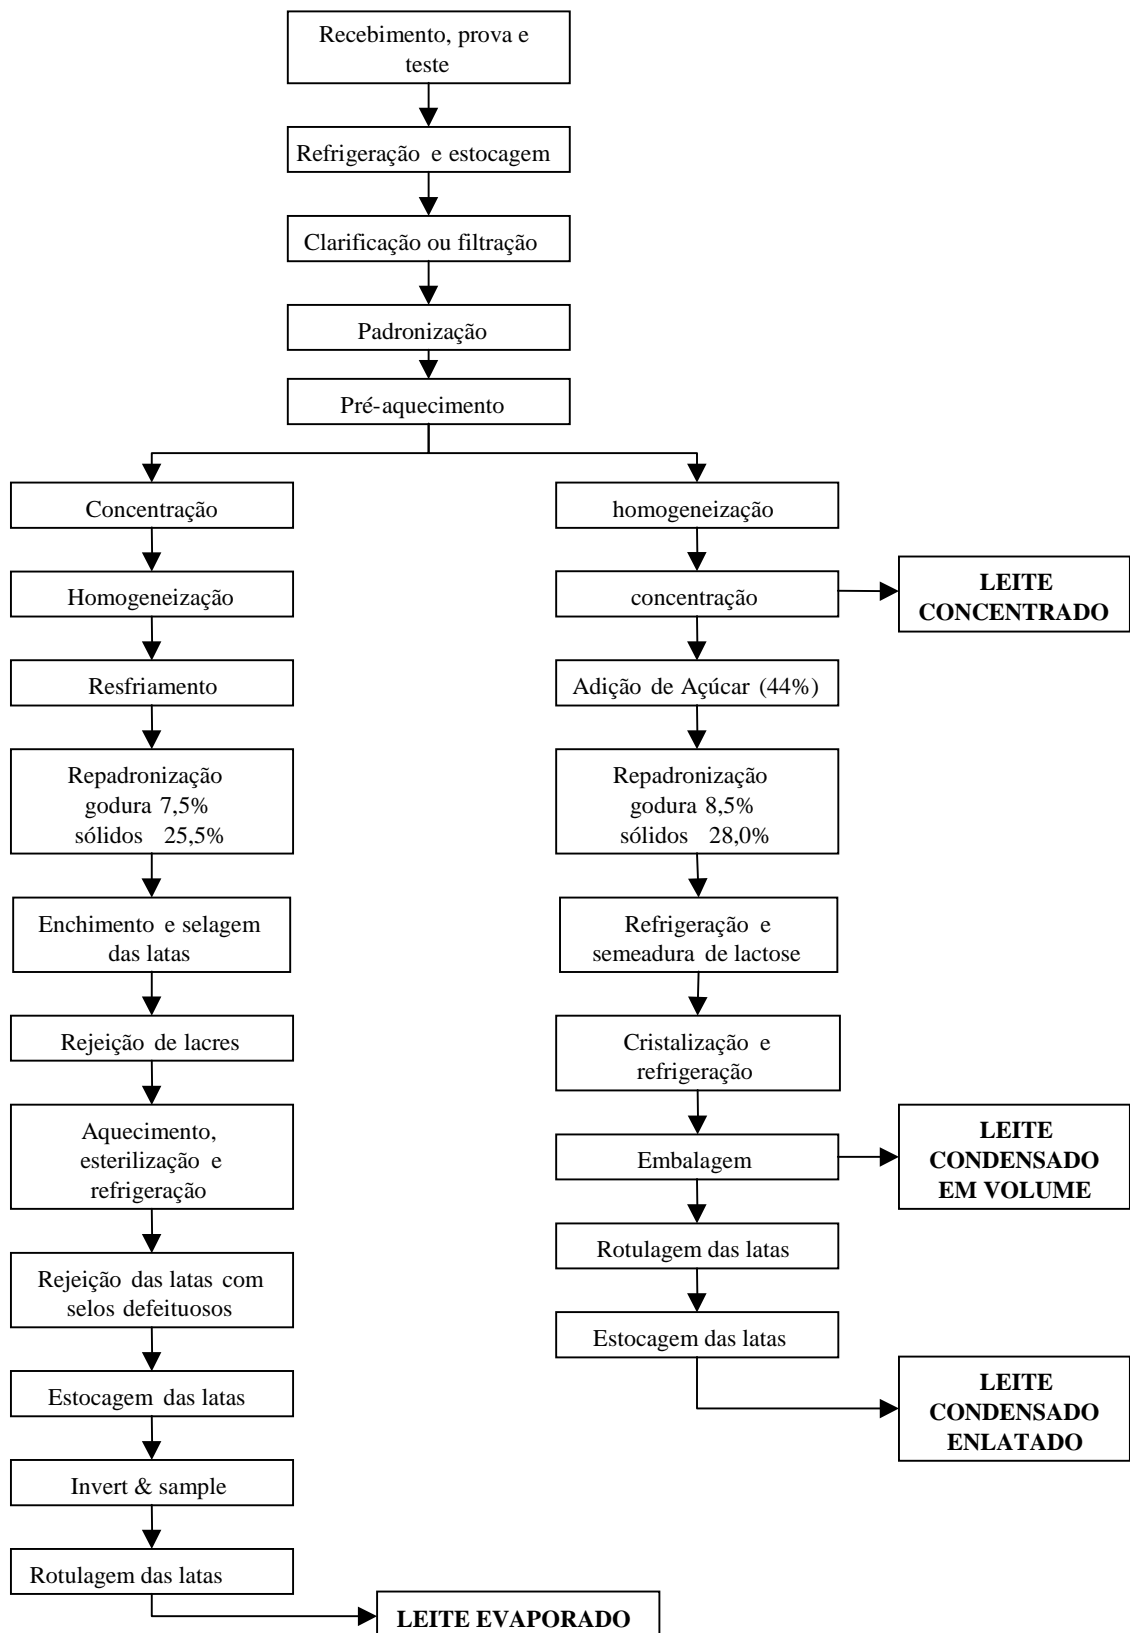 Recebimento, prova e
teste
Refrigeração e estocagem
Clarificação ou filtração
Padronização
Pré-aquecimento
Concentração
Homogeneização
Resfriamento
Repadronização
godura 7,5%
sólidos 25,5%
Enchimento e selagem
das latas
Rejeição de lacres
Aquecimento,
esterilização e
refrigeração
Rejeição das latas com
selos defeituosos
Estocagem das latas
Invert & sample
Rotulagem das latas
LEITE EVAPORADO
homogeneização
concentração
LEITE
CONCENTRADO
Adição de Açúcar (44%)
Repadronização
godura 8,5%
sólidos 28,0%
Refrigeração e
semeadura de lactose
Cristalização e
refrigeração
Embalagem
LEITE
CONDENSADO
EM VOLUME
Rotulagem das latas
Estocagem das latas
LEITE
CONDENSADO
ENLATADO